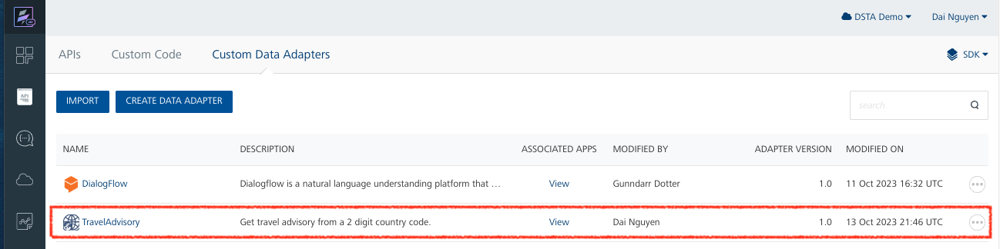 DSTA Demo Dai Nguyen
APIs Custom Code Custom Data Adapters SDK
IMPORT CREATE DATA ADAPTER search
NAME DESCRIPTION ASSOCIATED APPS MODIFIED BY ADAPTER VERSION MODIFIED ON
DialogFlow Dialogflow is a natural language understanding platform that ... View Gunndarr Dotter 1.0 11 Oct 2023 16:32 UTC
TravelAdvisory Get travel advisory from a 2 digit country code. View Dai Nguyen 1.0 13 Oct 2023 21:46 UTC